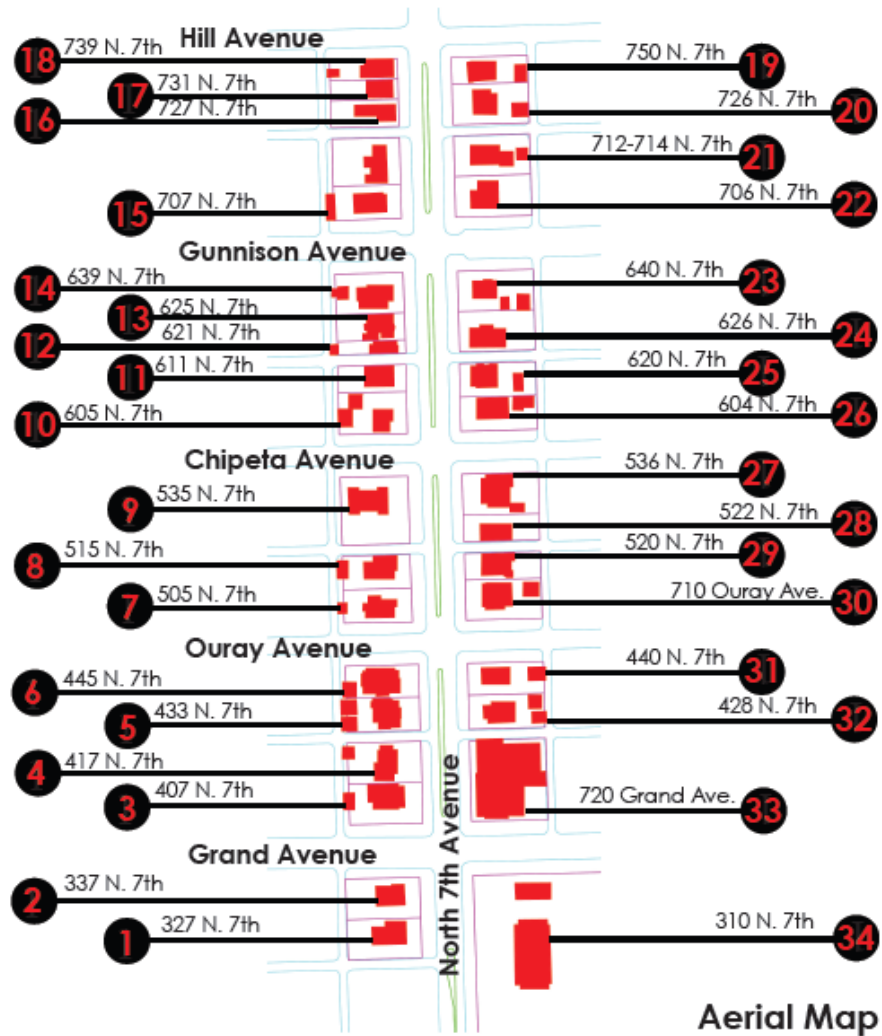 Hill Avenue
18 739 N. 7th
17 731 N. 7th
16 727 N. 7th
15 707 N. 7th
750 N. 7th 19
726 N. 7th 20
712-714 N. 7th 21
706 N. 7th 22
Gunnison Avenue
14 639 N. 7th
13 625 N. 7th
12 621 N. 7th
11 611 N. 7th
10 605 N. 7th
640 N. 7th 23
626 N. 7th 24
620 N. 7th 25
604 N. 7th 26
Chipeta Avenue
9 535 N. 7th
8 515 N. 7th
7 505 N. 7th
536 N. 7th 27
522 N. 7th 28
520 N. 7th 29
710 Ouray Ave. 30
Ouray Avenue
6 445 N. 7th
5 433 N. 7th
4 417 N. 7th
3 407 N. 7th
440 N. 7th 31
428 N. 7th 32
720 Grand Ave. 33
Grand Avenue
2 337 N. 7th
1 327 N. 7th
North 7th Avenue
310 N. 7th 34
Aerial Map